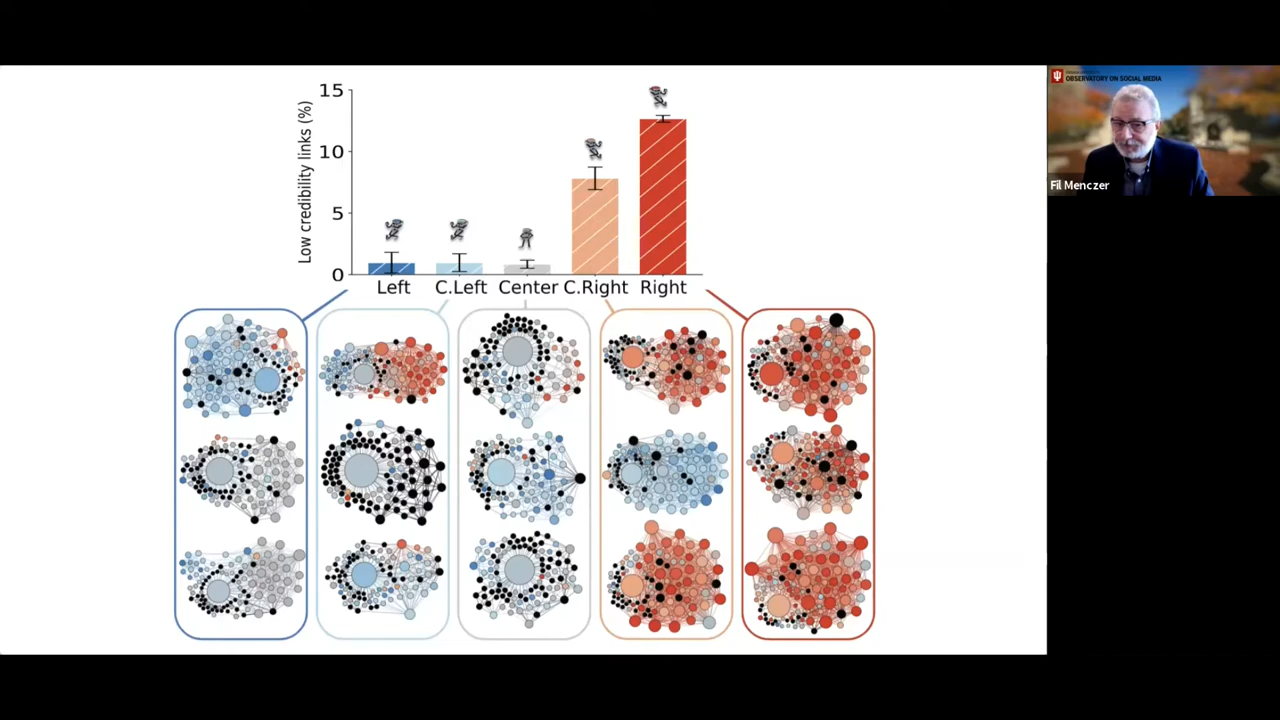 15
10
5
0
Low credibility links (%)
Left C.Left Center C.Right Right
OBSERVATORY ON SOCIAL MEDIA
Fil Menczer